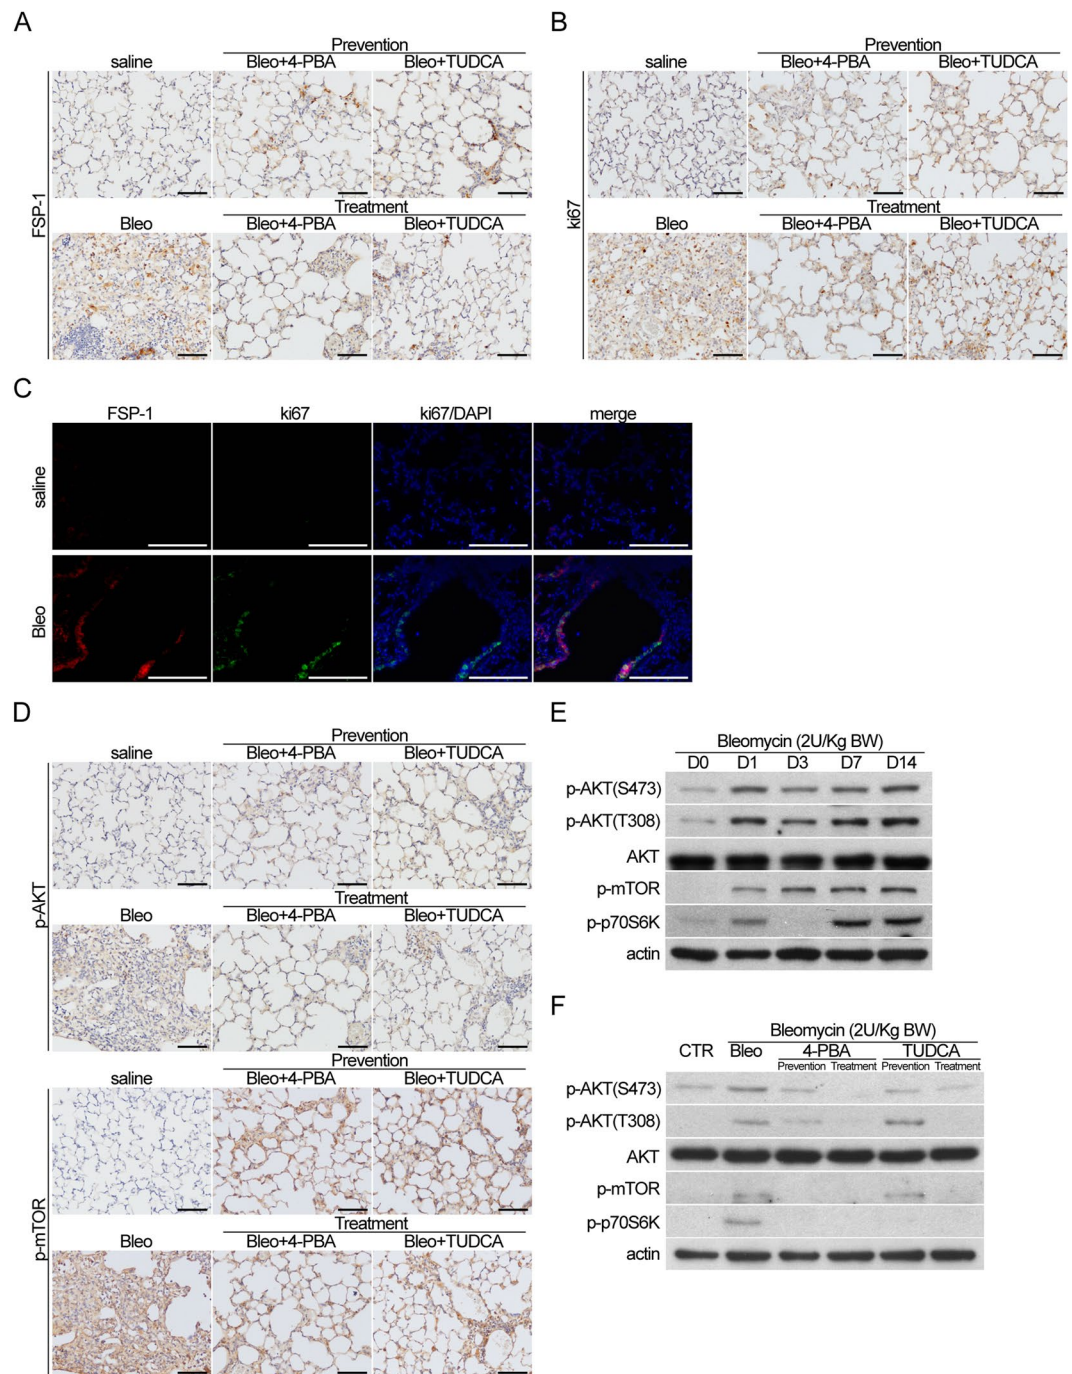 A
Prevention
saline Bleo+4-PBA Bleo+TUDCA
Treatment
Bleo Bleo+4-PBA Bleo+TUDCA
FSP-1
B
Prevention
saline Bleo+4-PBA Bleo+TUDCA
Treatment
Bleo Bleo+4-PBA Bleo+TUDCA
ki67
C
FSP-1 ki67 ki67/DAPI merge
saline
Bleo
D
Prevention
saline Bleo+4-PBA Bleo+TUDCA
Treatment
Bleo Bleo+4-PBA Bleo+TUDCA
p-AKT
Prevention
saline Bleo+4-PBA Bleo+TUDCA
Treatment
Bleo Bleo+4-PBA Bleo+TUDCA
p-mTOR
E
Bleomycin (2U/Kg BW)
D0 D1 D3 D7 D14
p-AKT(S473)
p-AKT(T308)
AKT
p-mTOR
p-p70S6K
actin
F
Bleomycin (2U/Kg BW)
CTR Bleo 4-PBA TUDCA
Prevention Treatment Prevention Treatment
p-AKT(S473)
p-AKT(T308)
AKT
p-mTOR
p-p70S6K
actin